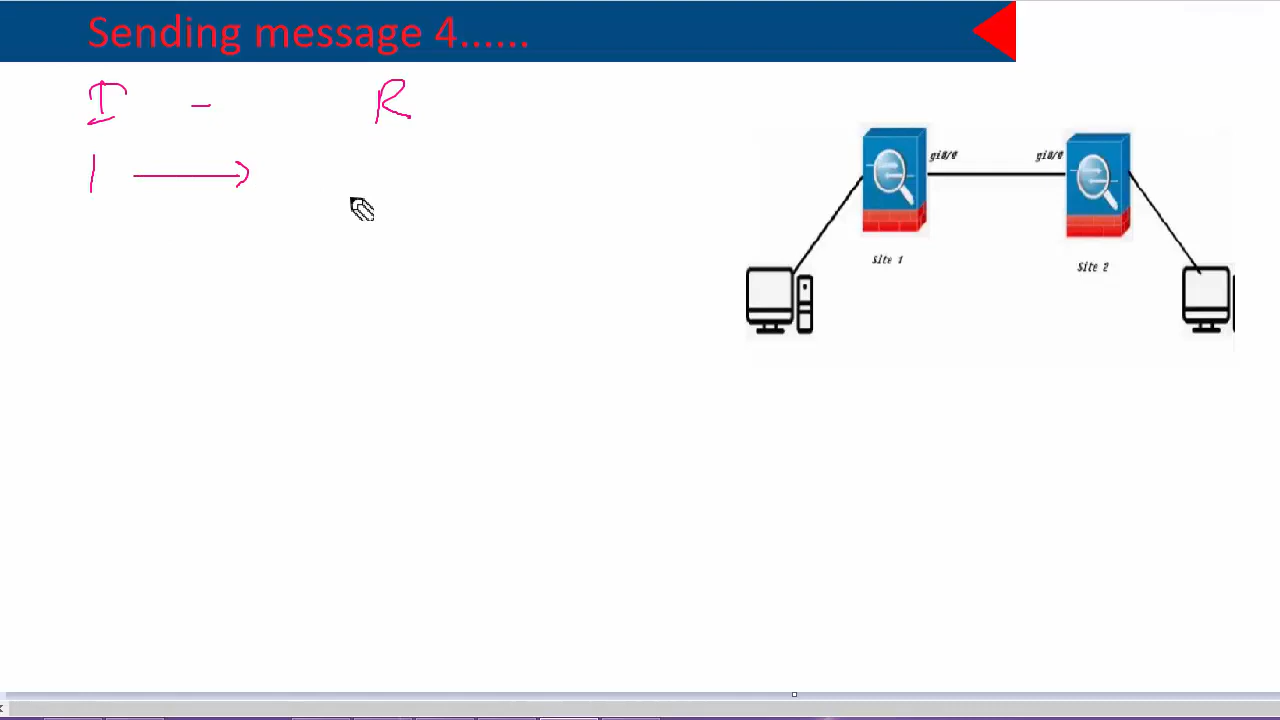 Sending message 4......
I - R
1
gi0/0 gi0/0
Site 1
Site 2